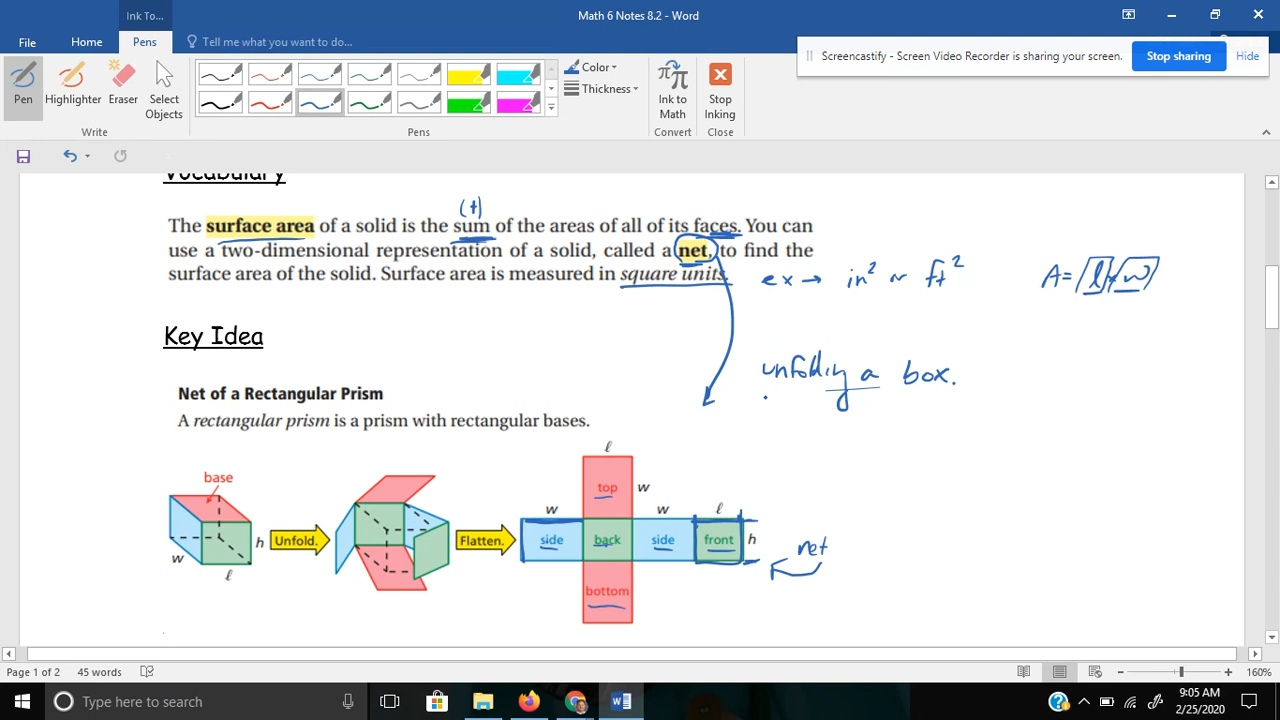 Ink To...
Math 6 Notes 8.2 - Word
File
Home
Pens
Tell me what you want to do...
Screencastify - Screen Video Recorder is sharing your screen.
Stop sharing
Hide
Pen
Highlighter
Eraser
Select Objects
Color
Thickness
Ink to Math
Stop Inking
Write
Pens
Convert
Close
Vocabulary
(+)
The surface area of a solid is the sum of the areas of all of its faces. You can
use a two-dimensional representation of a solid, called a net, to find the
surface area of the solid. Surface area is measured in square units.
ex → in² or ft²
A = l × w
Key Idea
unfolding a box.
Net of a Rectangular Prism
A rectangular prism is a prism with rectangular bases.
base
h
w
ℓ
Unfold.
Flatten.
ℓ
top
w
w
w
ℓ
side
back
side
front
h
bottom
net
Page 1 of 2
45 words
160%
Type here to search
9:05 AM
2/25/2020